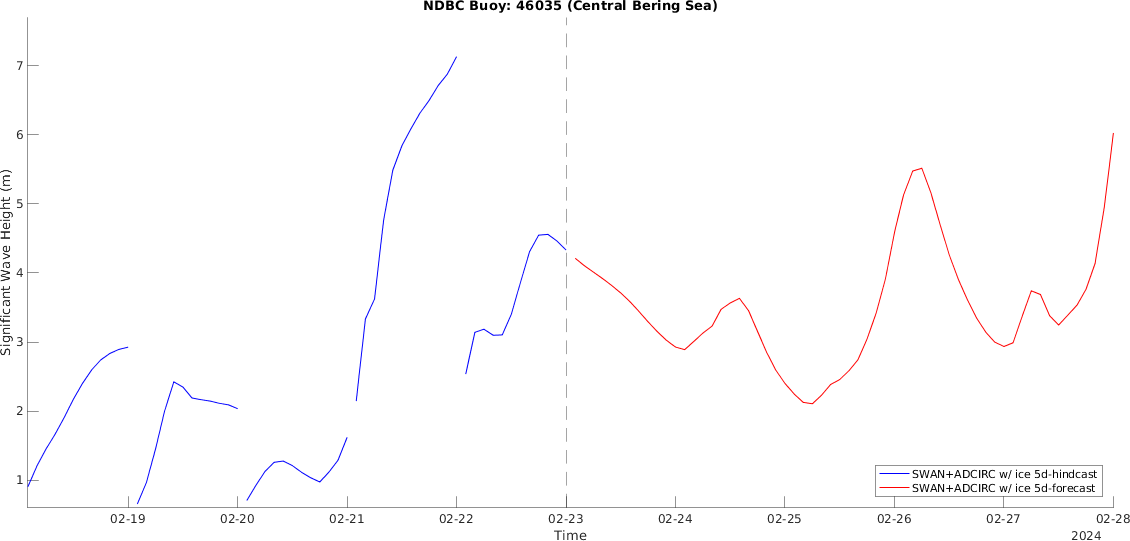 NDBC Buoy: 46035 (Central Bering Sea)
Significant Wave Height (m)
7
6
5
4
3
2
1
SWAN+ADCIRC w/ ice 5d-hindcast
SWAN+ADCIRC w/ ice 5d-forecast
02-19 02-20 02-21 02-22 02-23 02-24 02-25 02-26 02-27 02-28
Time
2024